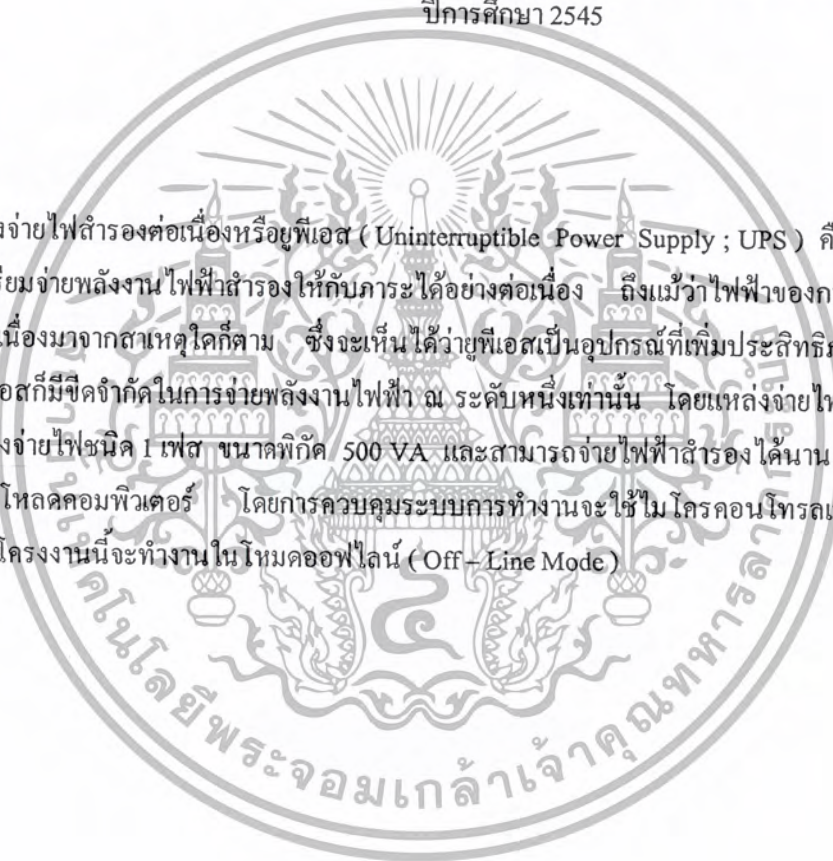 ปีการศึกษา 2545
งจ่ายไฟสำรองต่อเนื่องหรือยูพีเอส ( Uninterruptible Power Supply ; UPS ) คื
รียมจ่ายพลังงานไฟฟ้าสำรองให้กับภาระได้อย่างต่อเนื่อง ถึงแม้ว่าไฟฟ้าของก
เนื่องมาจากสาเหตุใดก็ตาม ซึ่งจะเห็นได้ว่ายูพีเอสเป็นอุปกรณ์ที่เพิ่มประสิทธิภ
อสก็มีขีดจำกัดในการจ่ายพลังงานไฟฟ้า ณ ระดับหนึ่งเท่านั้น โดยแหล่งจ่ายไฟ
งจ่ายไฟชนิด 1 เฟส ขนาดพิกัด 500 VA และสามารถจ่ายไฟฟ้าสำรองได้นาน
โหลดคอมพิวเตอร์ โดยการควบคุมระบบการทำงานจะใช้ไมโครคอนโทรลเ
โครงงานนี้จะทำงานในโหมดออฟไลน์ ( Off – Line Mode )
คโนโลยีพระจอมเกล้าเจ้าคุณทหารลาดกร